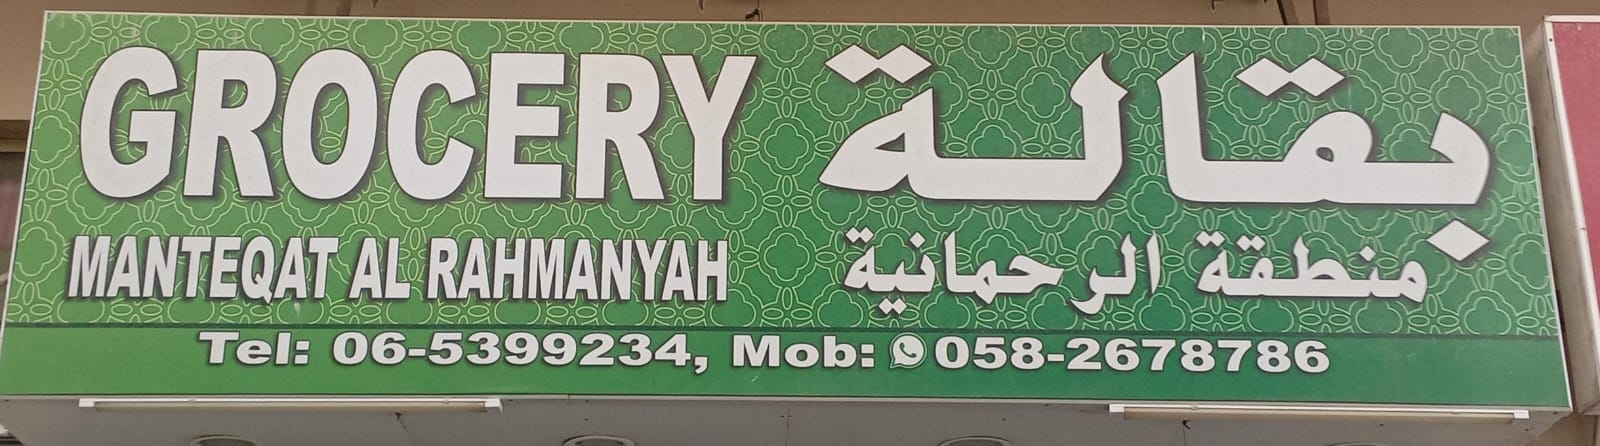 GROCERY بقالة
MANTEQAT AL RAHMANYAH منطقة الرحمانية
Tel: 06-5399234, Mob: 058-2678786